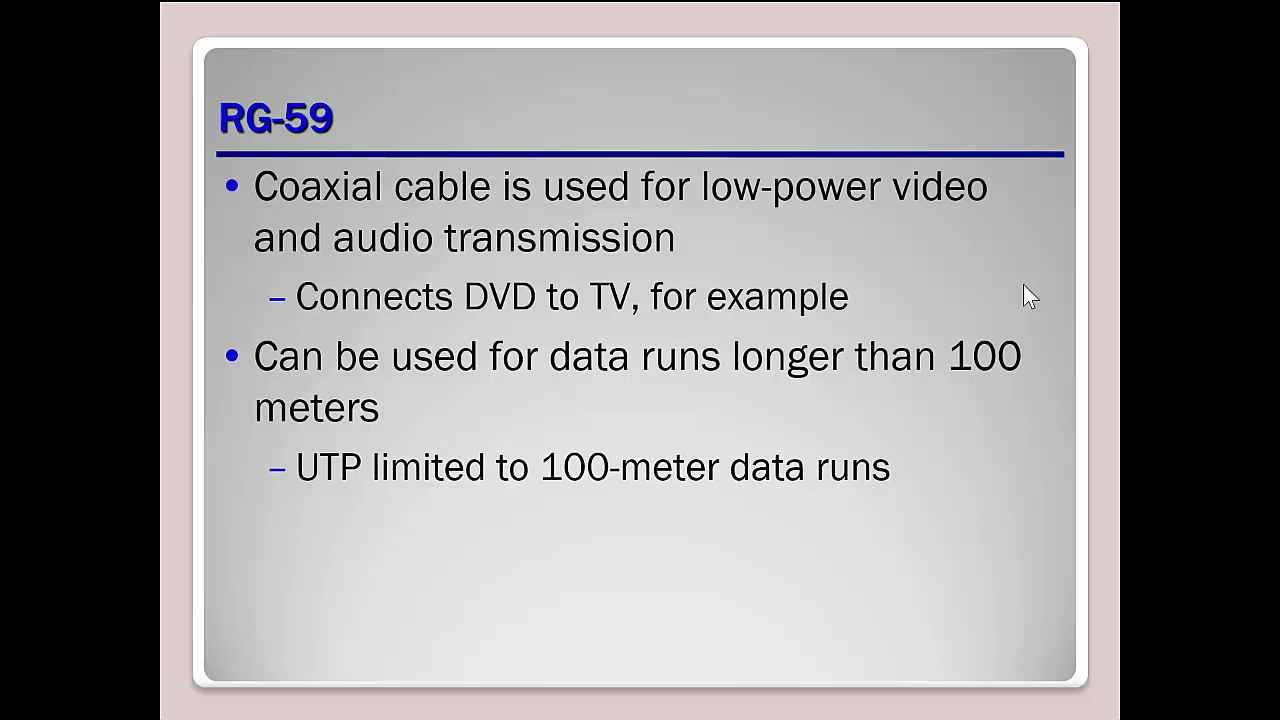 RG-59
• Coaxial cable is used for low-power video
and audio transmission
– Connects DVD to TV, for example
• Can be used for data runs longer than 100
meters
– UTP limited to 100-meter data runs